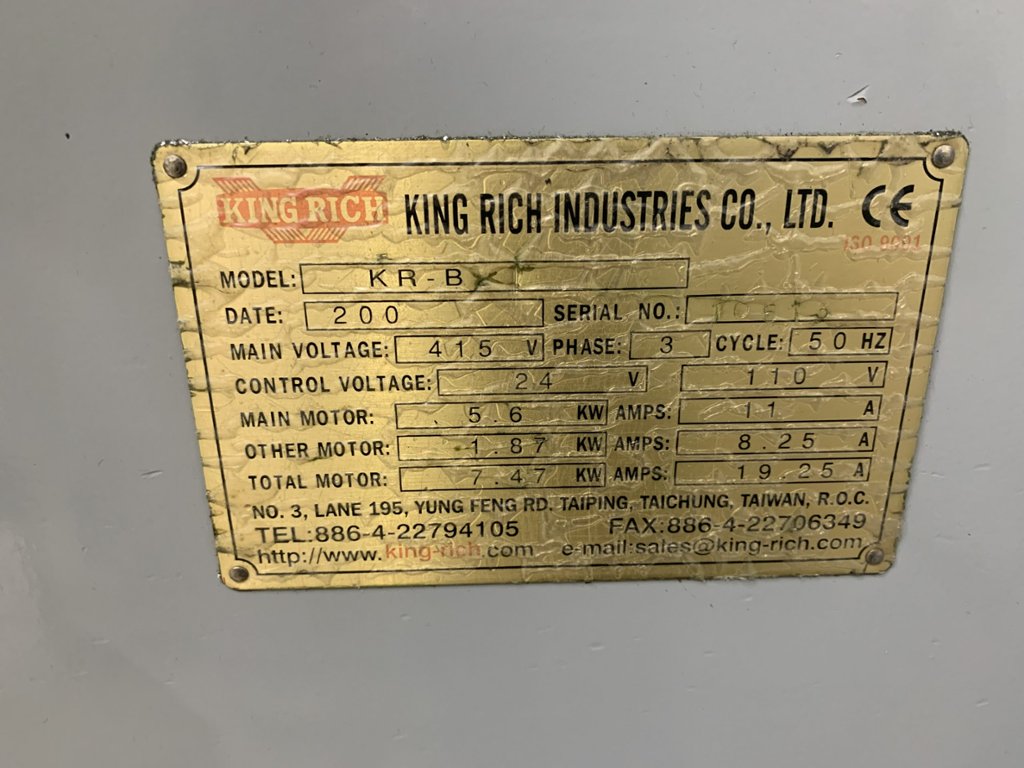 KING RICH KING RICH INDUSTRIES CO., LTD. CE
ISO 9001
MODEL: KR-B
DATE: 200 SERIAL NO.:
MAIN VOLTAGE: 415 V PHASE: 3 CYCLE: 50 HZ
CONTROL VOLTAGE: 24 V 110 V
MAIN MOTOR: 5.6 KW AMPS: 11 A
OTHER MOTOR: 1.87 KW AMPS: 8.25 A
TOTAL MOTOR: 7.47 KW AMPS: 19.25 A
NO. 3, LANE 195, YUNG FENG RD. TAIPING, TAICHUNG, TAIWAN, R.O.C.
TEL:886-4-22794105 FAX:886-4-22706349
http://www.king-rich.com e-mail:sales@king-rich.com